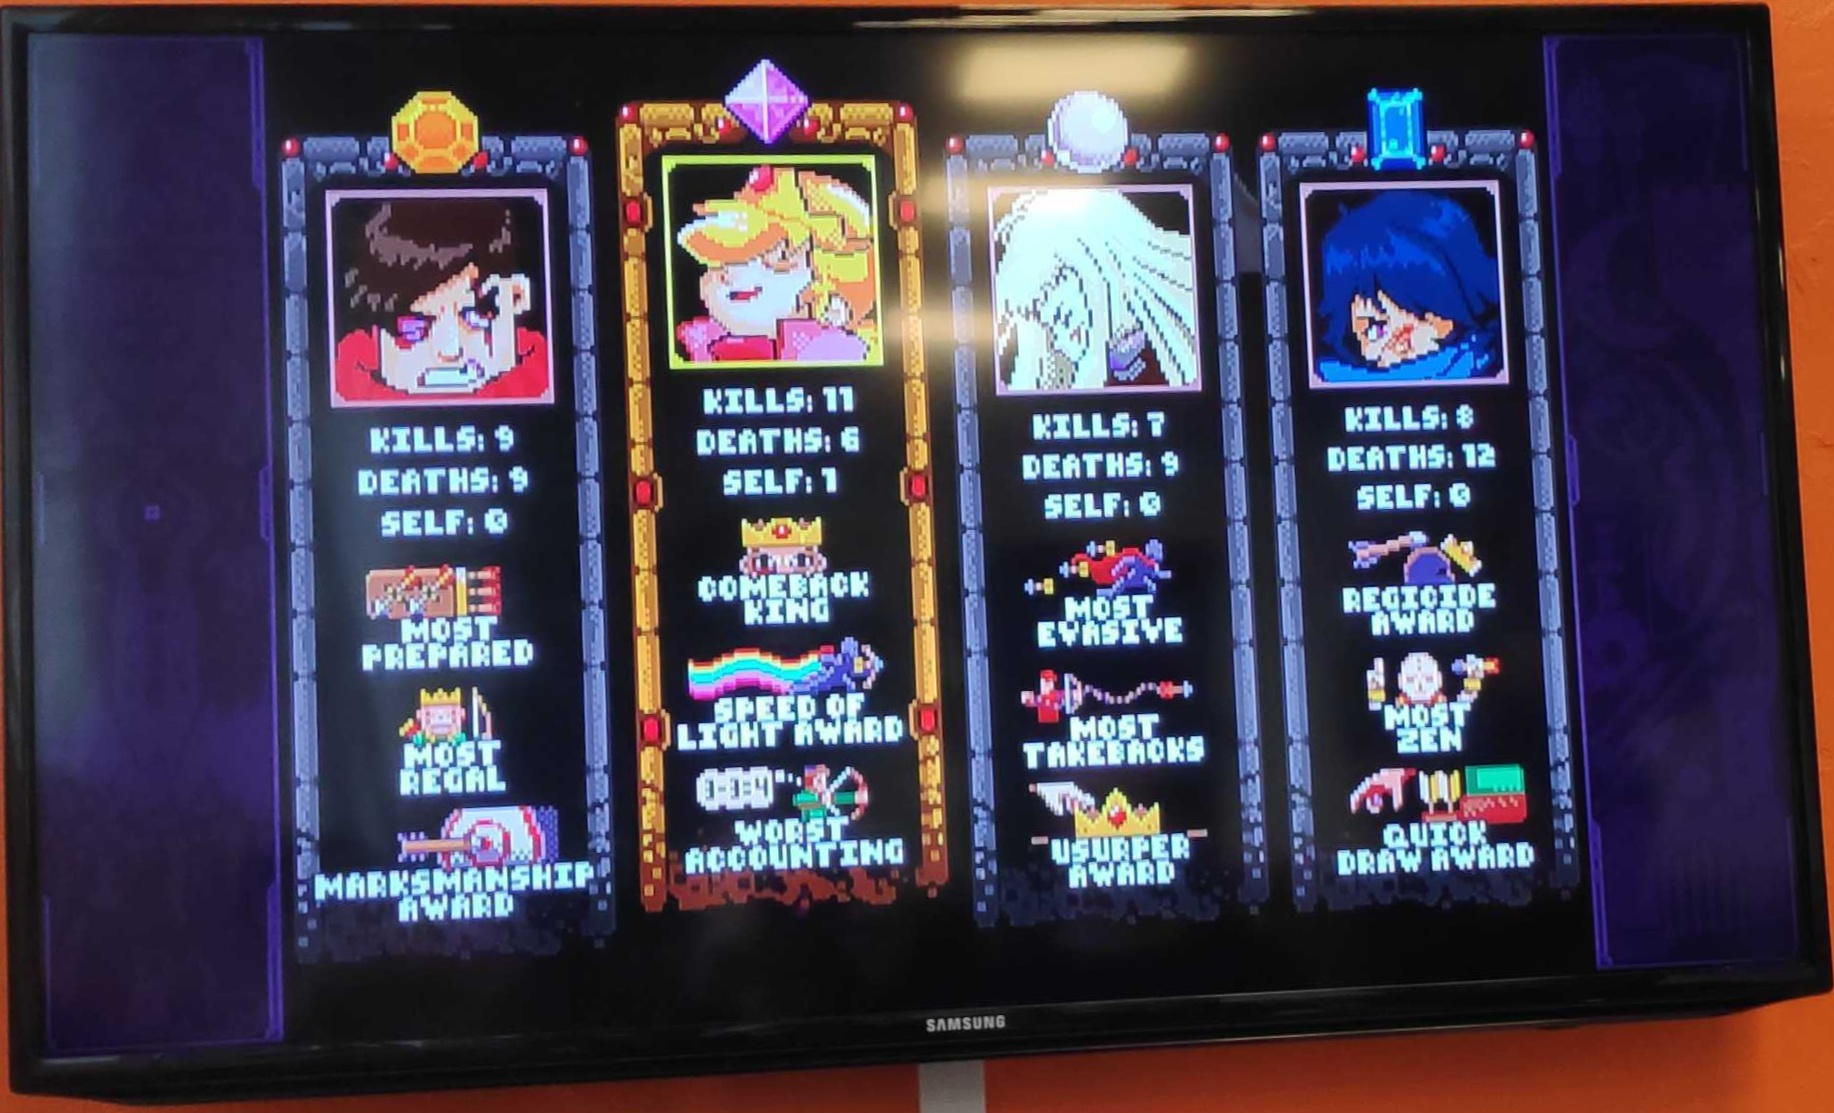 KILLS: 9
DEATHS: 9
SELF: 0
MOST
PREPARED
MOST
REGAL
MARKSMANSHIP
AWARD
KILLS: 11
DEATHS: 6
SELF: 1
COMEBACK
KING
SPEED OF
LIGHT AWARD
WORST
ACCOUNTING
KILLS: 7
DEATHS: 9
SELF: 0
MOST
EVASIVE
MOST
TAKEBACKS
USURPER
AWARD
KILLS: 8
DEATHS: 12
SELF: 0
REGICIDE
AWARD
MOST
ZEN
QUICK
DRAW AWARD
SAMSUNG